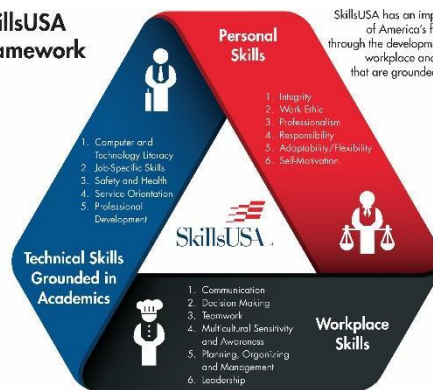 illsUSA
amework
SkillsUSA has an imp
of America's f
through the developm
workplace and
that are grounded
Personal
Skills
1. Integrity
2. Work Ethic
3. Professionalism
4. Responsibility
5. Adaptability/Flexibility
6. Self-Motivation
1. Computer and
Technology Literacy
2. Job-Specific Skills
3. Safety and Health
4. Service Orientation
5. Professional
Development
SkillsUSA
Technical Skills
Grounded in
Academics
1. Communication
2. Decision Making
3. Teamwork
4. Multicultural Sensitivity
and Awareness
5. Planning, Organizing
and Management
6. Leadership
Workplace
Skills